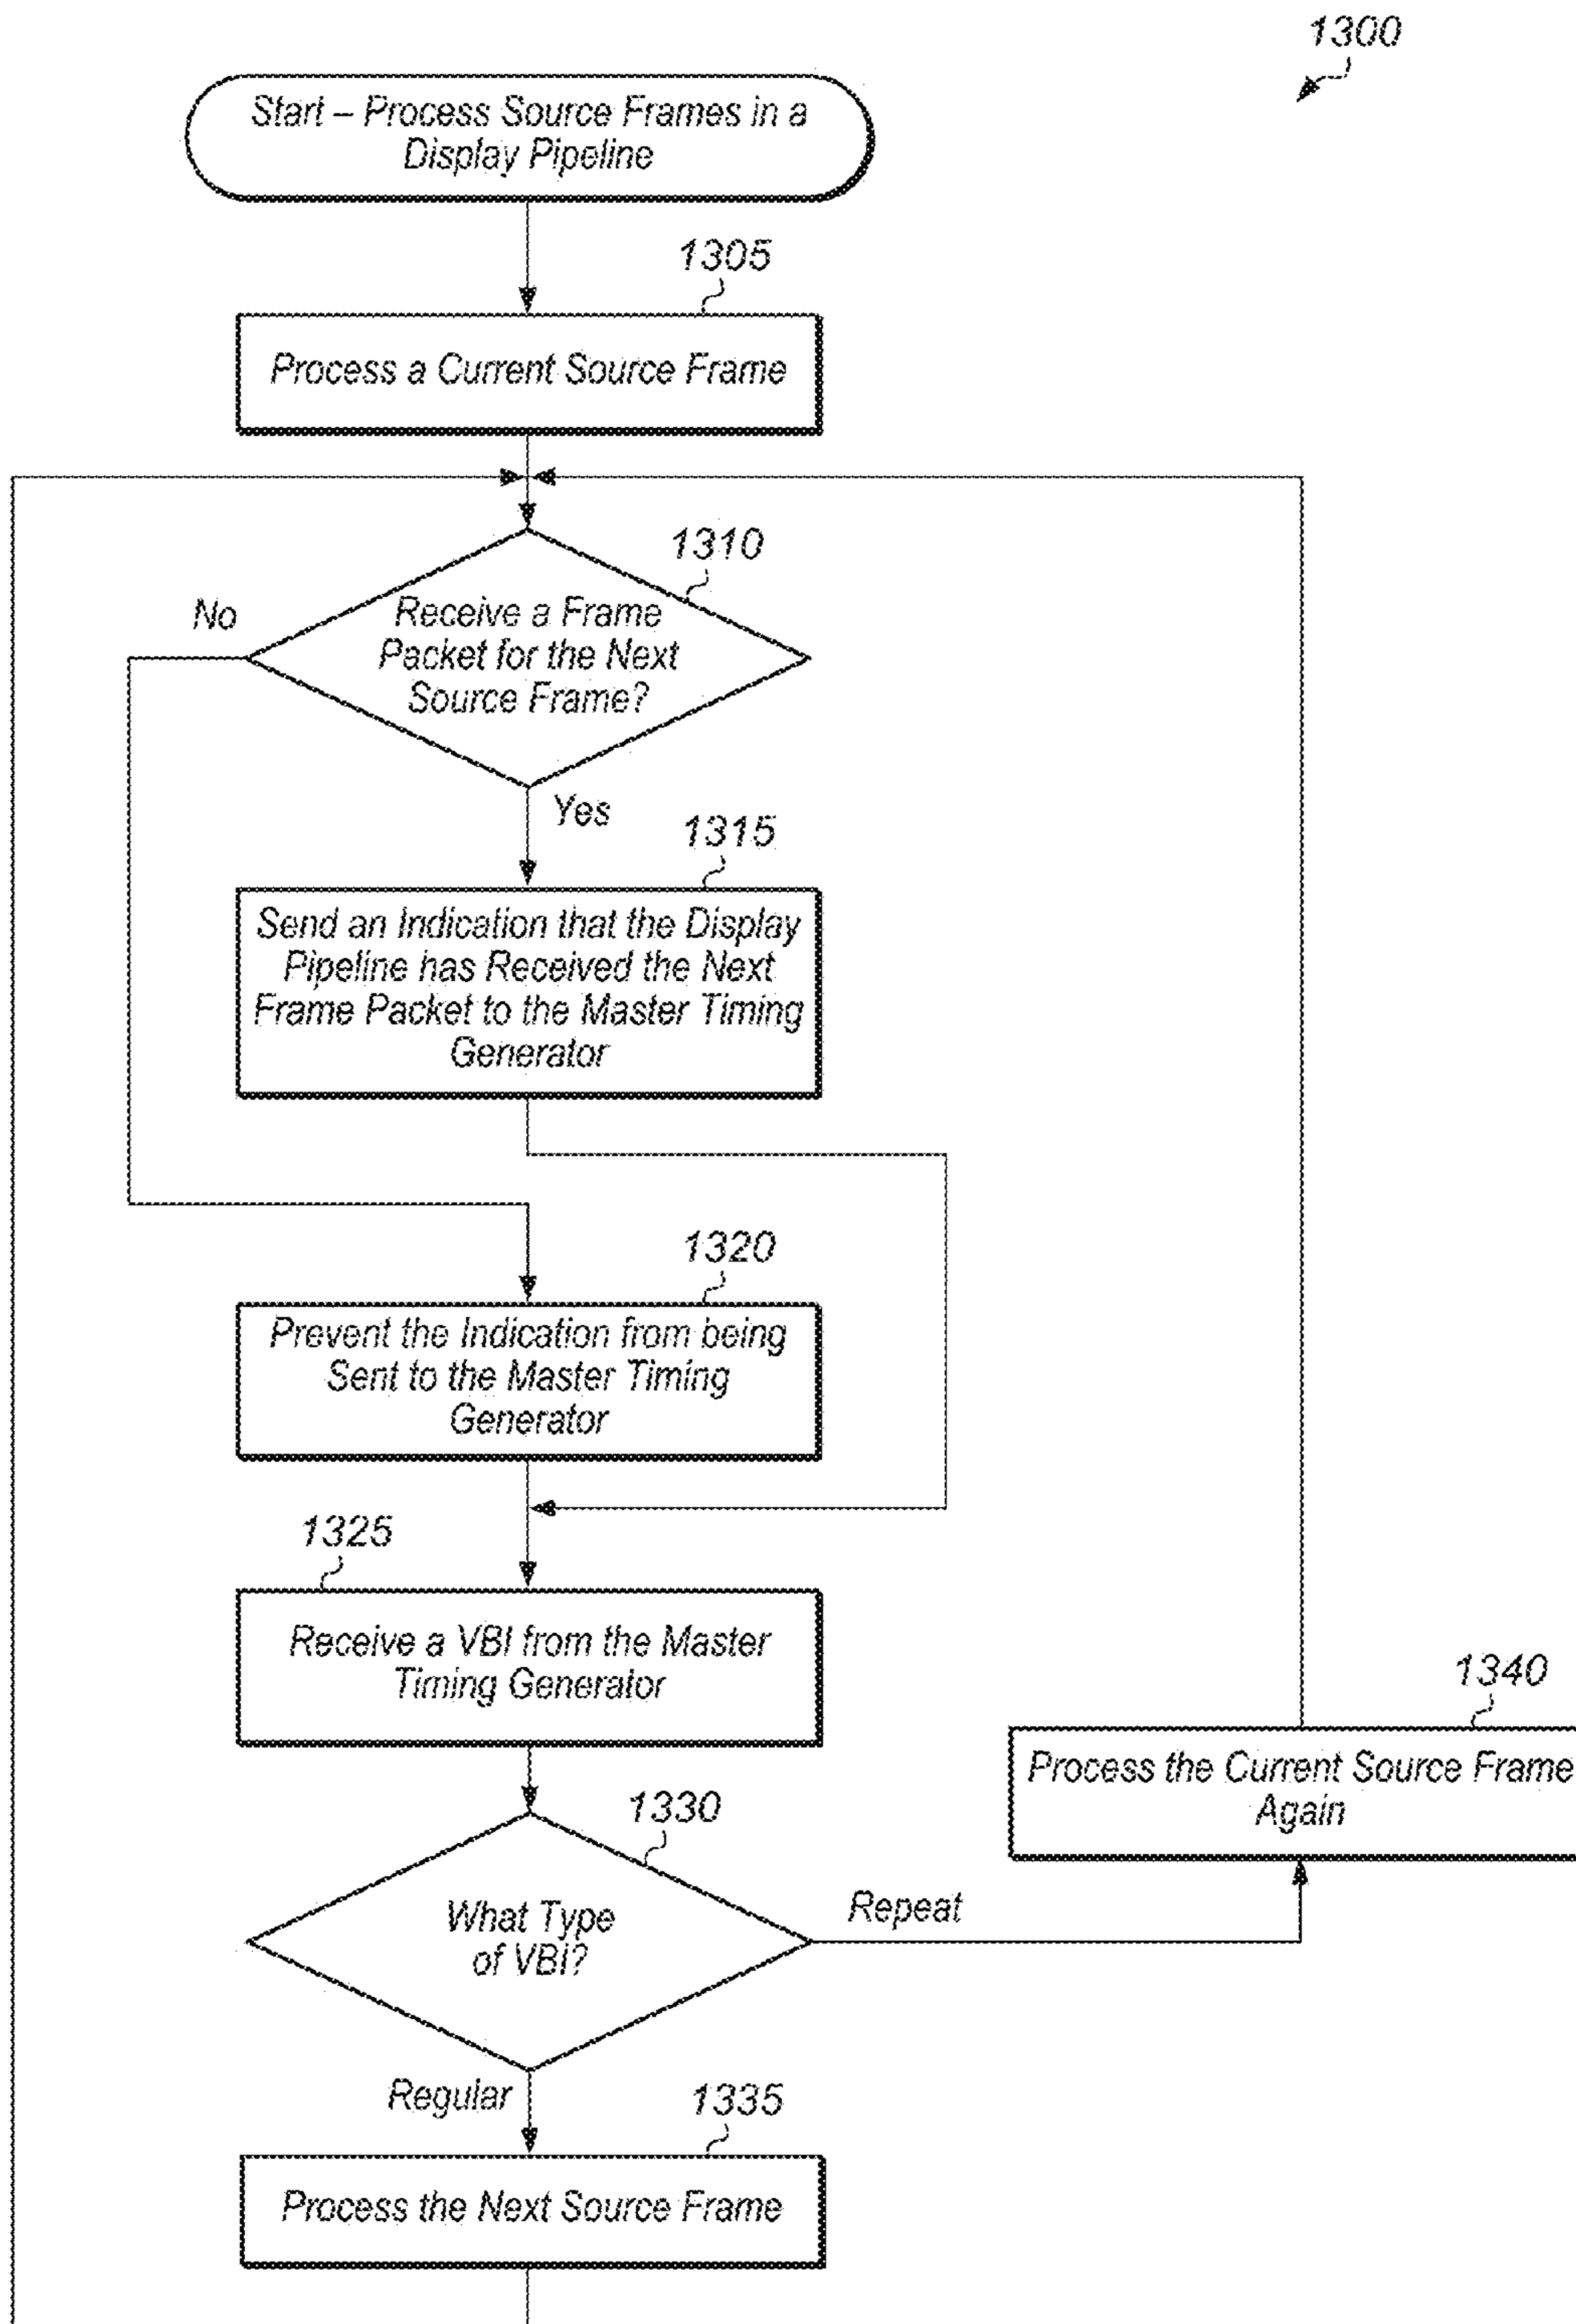 1300
Start – Process Source Frames in a
Display Pipeline
1305
Process a Current Source Frame
1310
No
Receive a Frame
Packet for the Next
Source Frame?
Yes
1315
Send an Indication that the Display
Pipeline has Received the Next
Frame Packet to the Master Timing
Generator
1320
Prevent the Indication from being
Sent to the Master Timing
Generator
1325
Receive a VBI from the Master
Timing Generator
1340
Process the Current Source Frame
Again
1330
What Type
of VBI?
Repeat
Regular
1335
Process the Next Source Frame